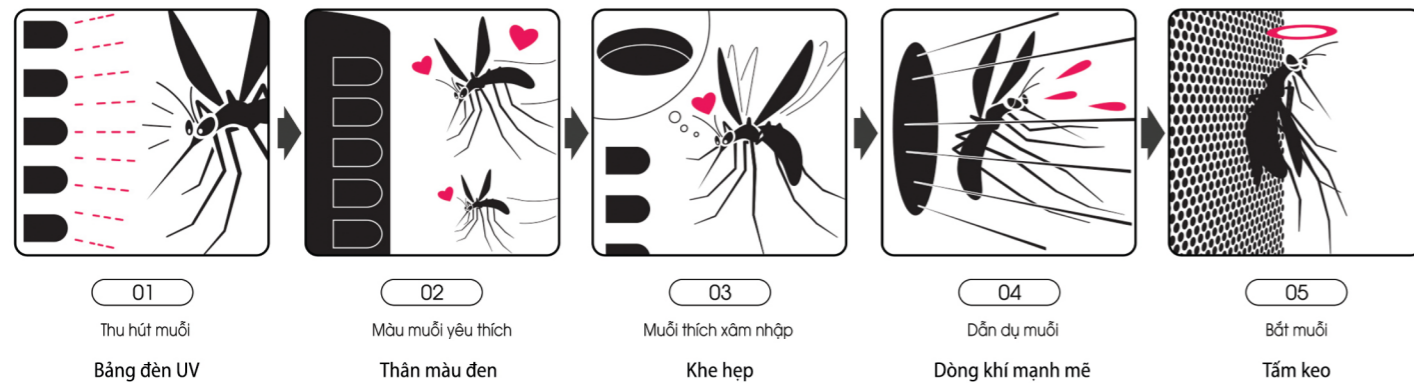 01
Thu hút muỗi
Bảng đèn UV
02
Màu muỗi yêu thích
Thân màu đen
03
Muỗi thích xâm nhập
Khe hẹp
04
Dẫn dụ muỗi
Dòng khí mạnh mẽ
05
Bắt muỗi
Tấm keo